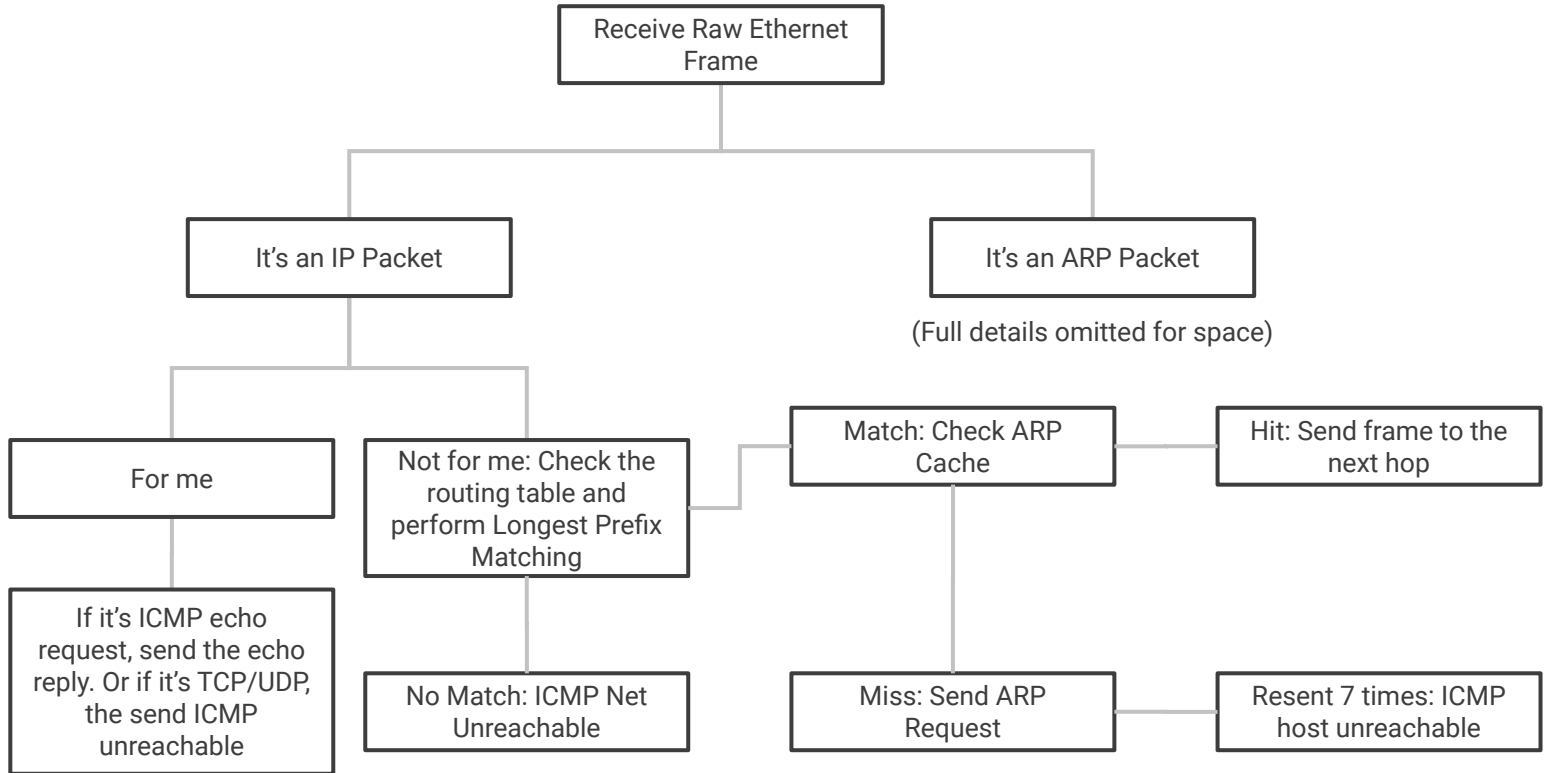 Receive Raw Ethernet
Frame
It’s an IP Packet
It’s an ARP Packet
(Full details omitted for space)
For me
Not for me: Check the
routing table and
perform Longest Prefix
Matching
Match: Check ARP
Cache
Hit: Send frame to the
next hop
If it’s ICMP echo
request, send the echo
reply. Or if it’s TCP/UDP,
the send ICMP
unreachable
No Match: ICMP Net
Unreachable
Miss: Send ARP
Request
Resent 7 times: ICMP
host unreachable